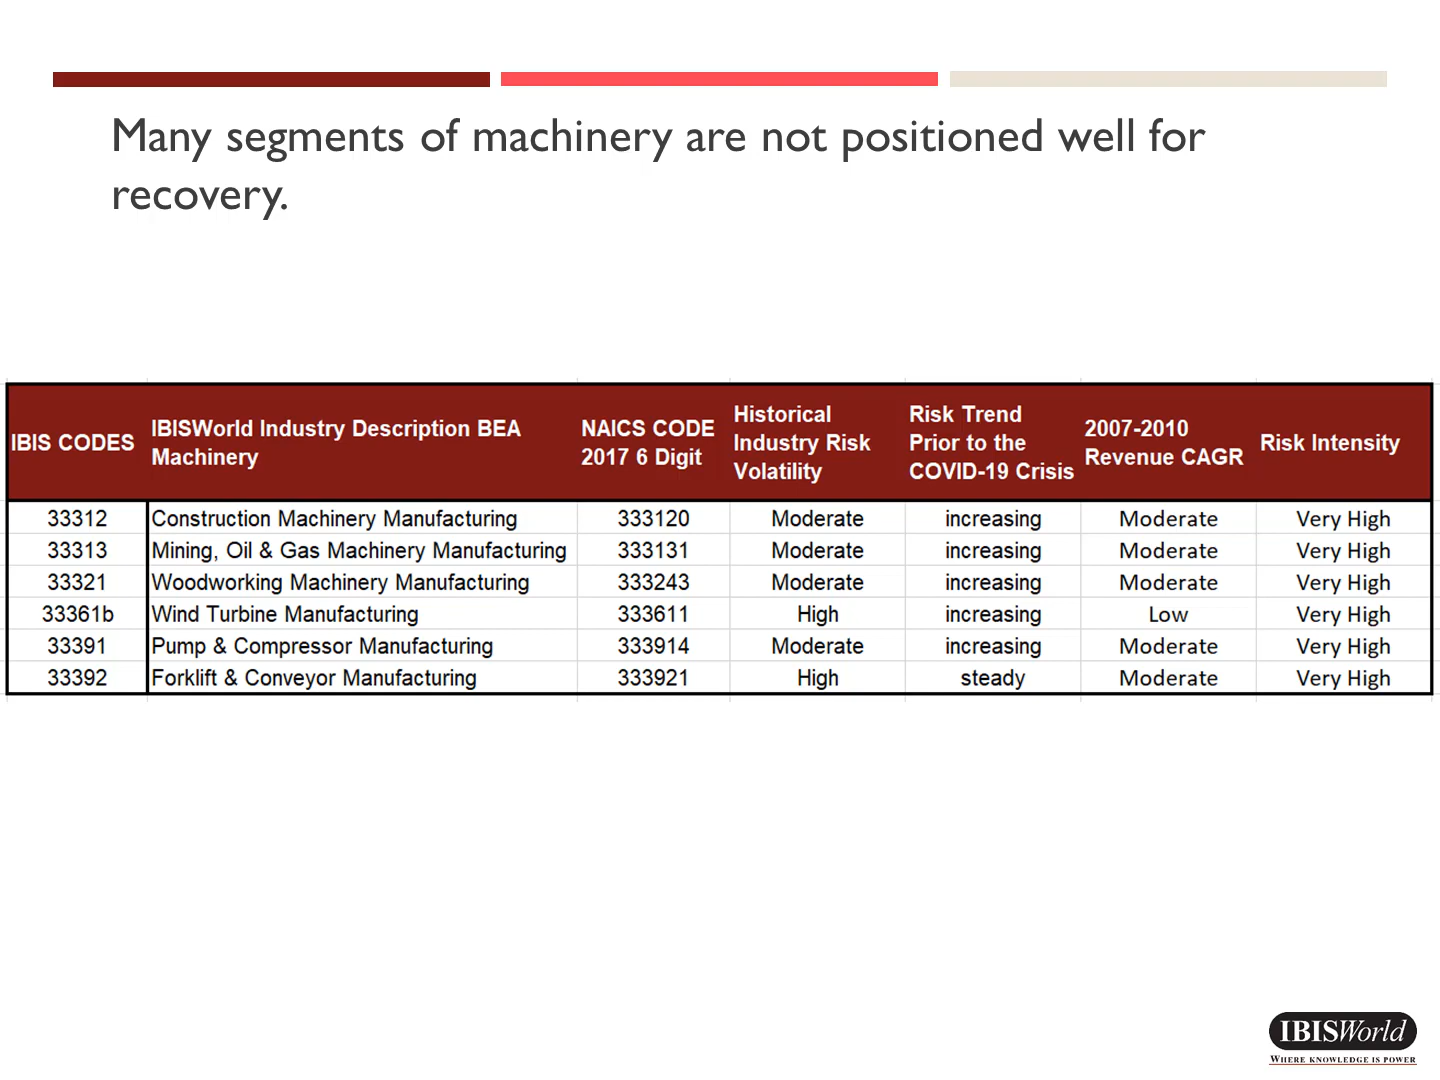 Many segments of machinery are not positioned well for
recovery.
IBIS CODES | IBISWorld Industry Description BEA Machinery | NAICS CODE 2017 6 Digit | Historical Industry Risk Volatility | Risk Trend Prior to the COVID-19 Crisis | 2007-2010 Revenue CAGR | Risk Intensity
33312 | Construction Machinery Manufacturing | 333120 | Moderate | increasing | Moderate | Very High
33313 | Mining, Oil & Gas Machinery Manufacturing | 333131 | Moderate | increasing | Moderate | Very High
33321 | Woodworking Machinery Manufacturing | 333243 | Moderate | increasing | Moderate | Very High
33361b | Wind Turbine Manufacturing | 333611 | High | increasing | Low | Very High
33391 | Pump & Compressor Manufacturing | 333914 | Moderate | increasing | Moderate | Very High
33392 | Forklift & Conveyor Manufacturing | 333921 | High | steady | Moderate | Very High
IBISWorld
WHERE KNOWLEDGE IS POWER